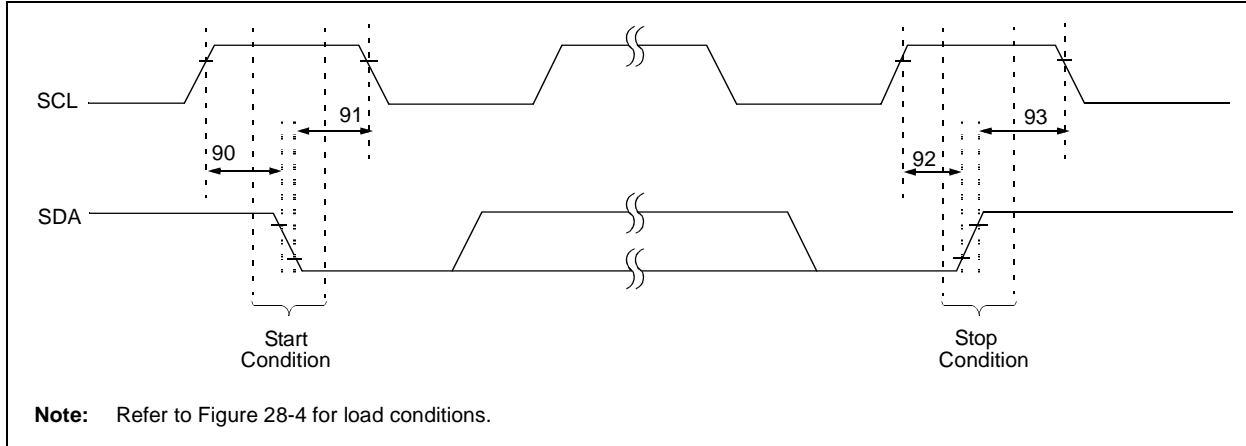 SCL
91
93
90
92
SDA
Start
Condition
Stop
Condition
Note: Refer to Figure 28-4 for load conditions.